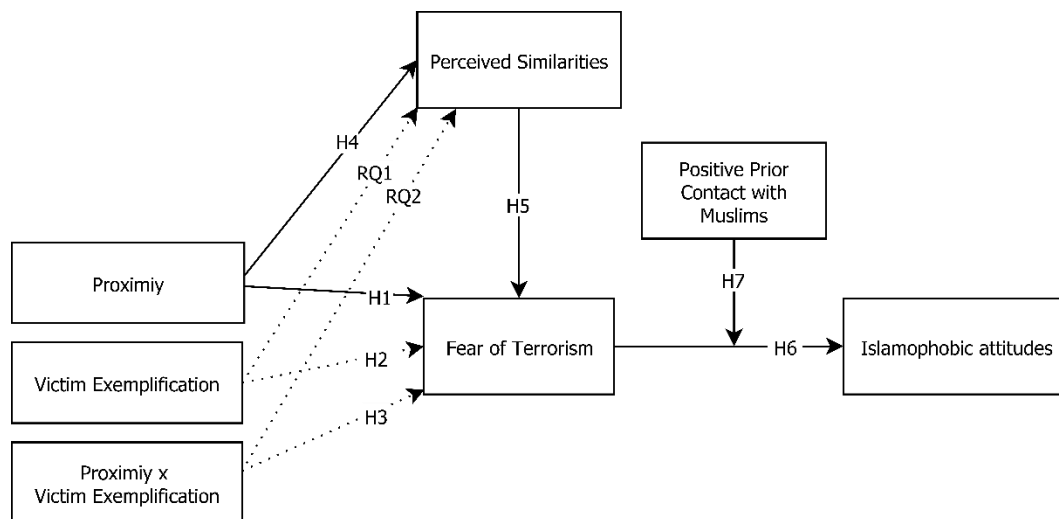 Perceived Similarities
H4
RQ1
RQ2
H5
Positive Prior
Contact with
Muslims
Proximiy
H1
H7
Fear of Terrorism
H6
Islamophobic attitudes
H2
Victim Exemplification
H3
Proximiy x
Victim Exemplification